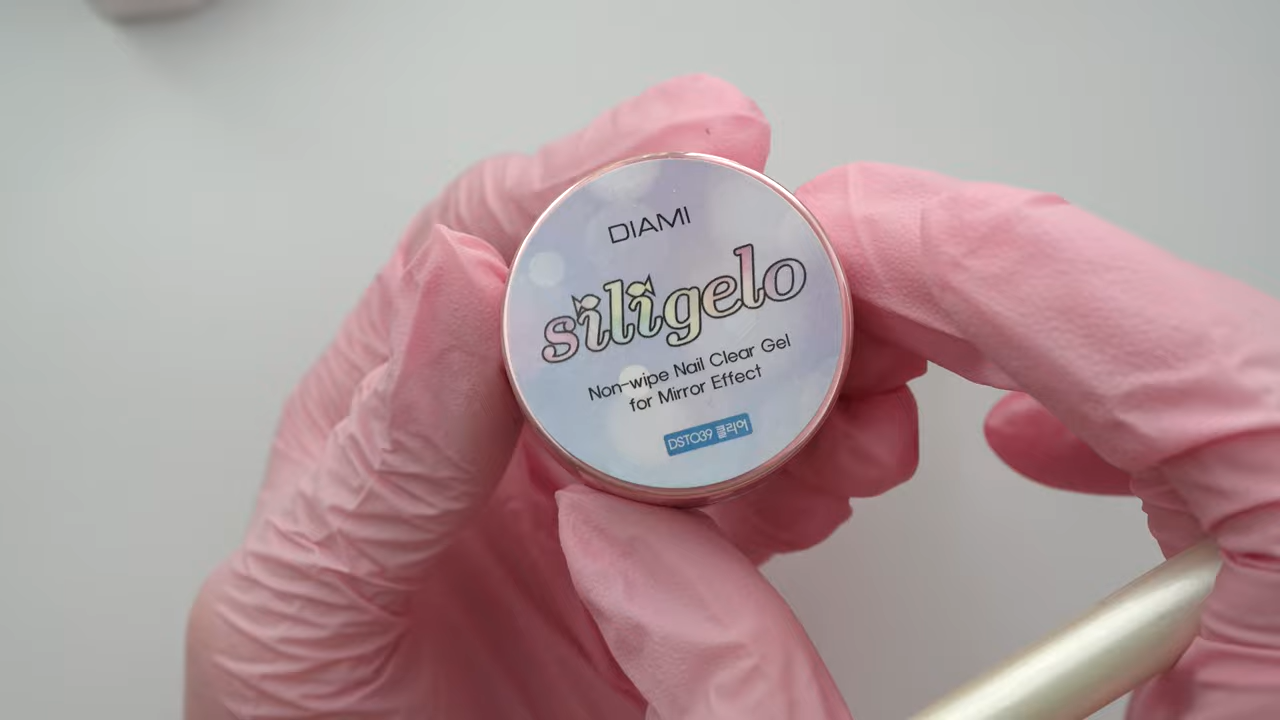 DIAMI
siligelo
Non-wipe Nail Clear Gel
for Mirror Effect
DST039 클리어